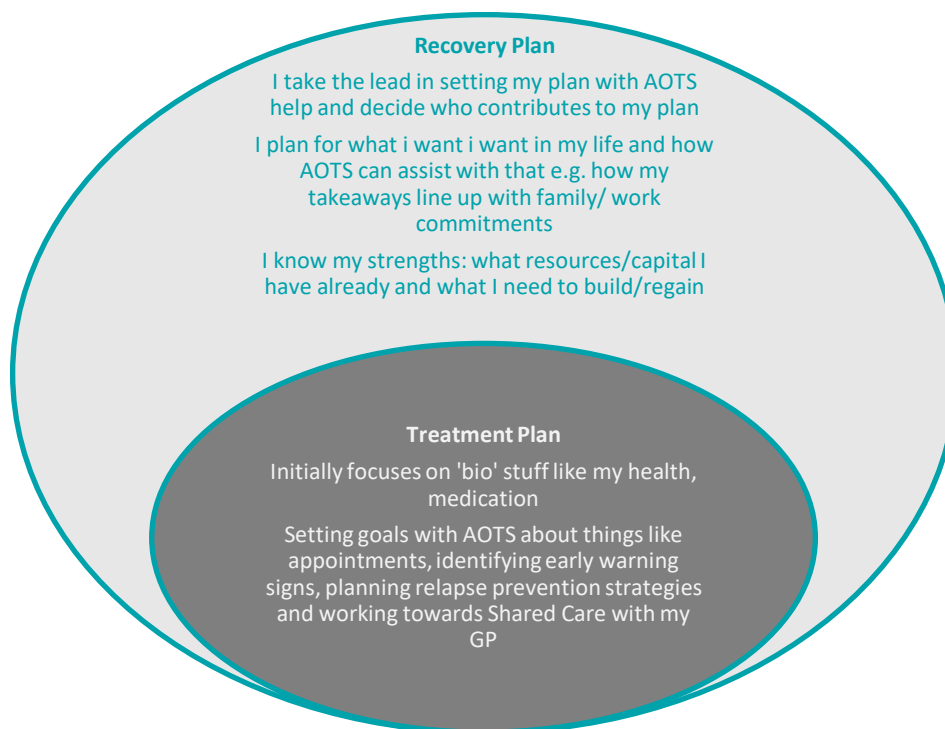 Recovery Plan
I take the lead in setting my plan with AOTS
help and decide who contributes to my plan
I plan for what i want i want in my life and how
AOTS can assist with that e.g. how my
takeaways line up with family/ work
commitments
I know my strengths: what resources/capital I
have already and what I need to build/regain
Treatment Plan
Initially focuses on 'bio' stuff like my health,
medication
Setting goals with AOTS about things like
appointments, identifying early warning
signs, planning relapse prevention strategies
and working towards Shared Care with my
GP